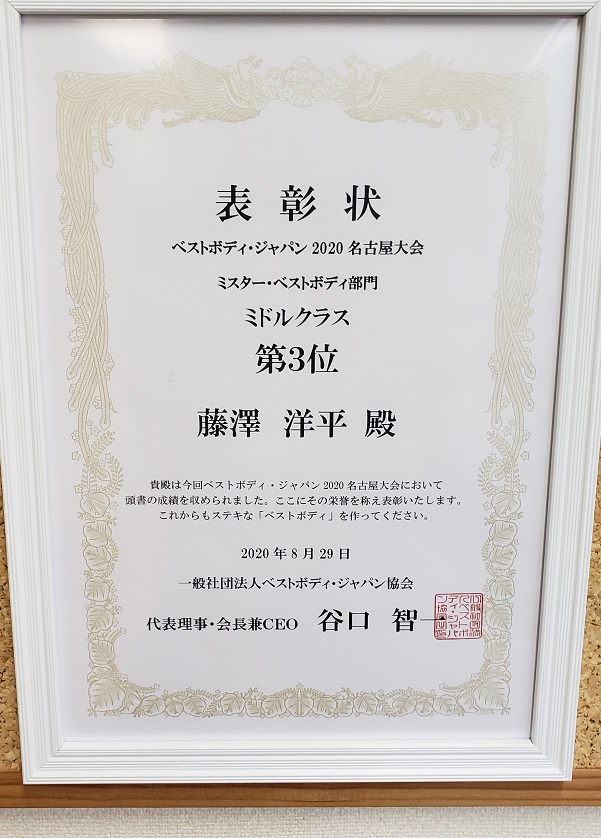 表彰状
ベストボディ・ジャパン 2020 名古屋大会
ミスター・ベストボディ部門
ミドルクラス
第3位
藤澤 洋平 殿
貴殿は今回ベストボディ・ジャパン 2020 名古屋大会において
頭書の成績を収められました。ここにその栄誉を称え表彰いたします。
これからもステキな「ベストボディ」を作ってください。
2020 年 8 月 29 日
一般社団法人ベストボディ・ジャパン協会
代表理事・会長兼CEO 谷口 智一